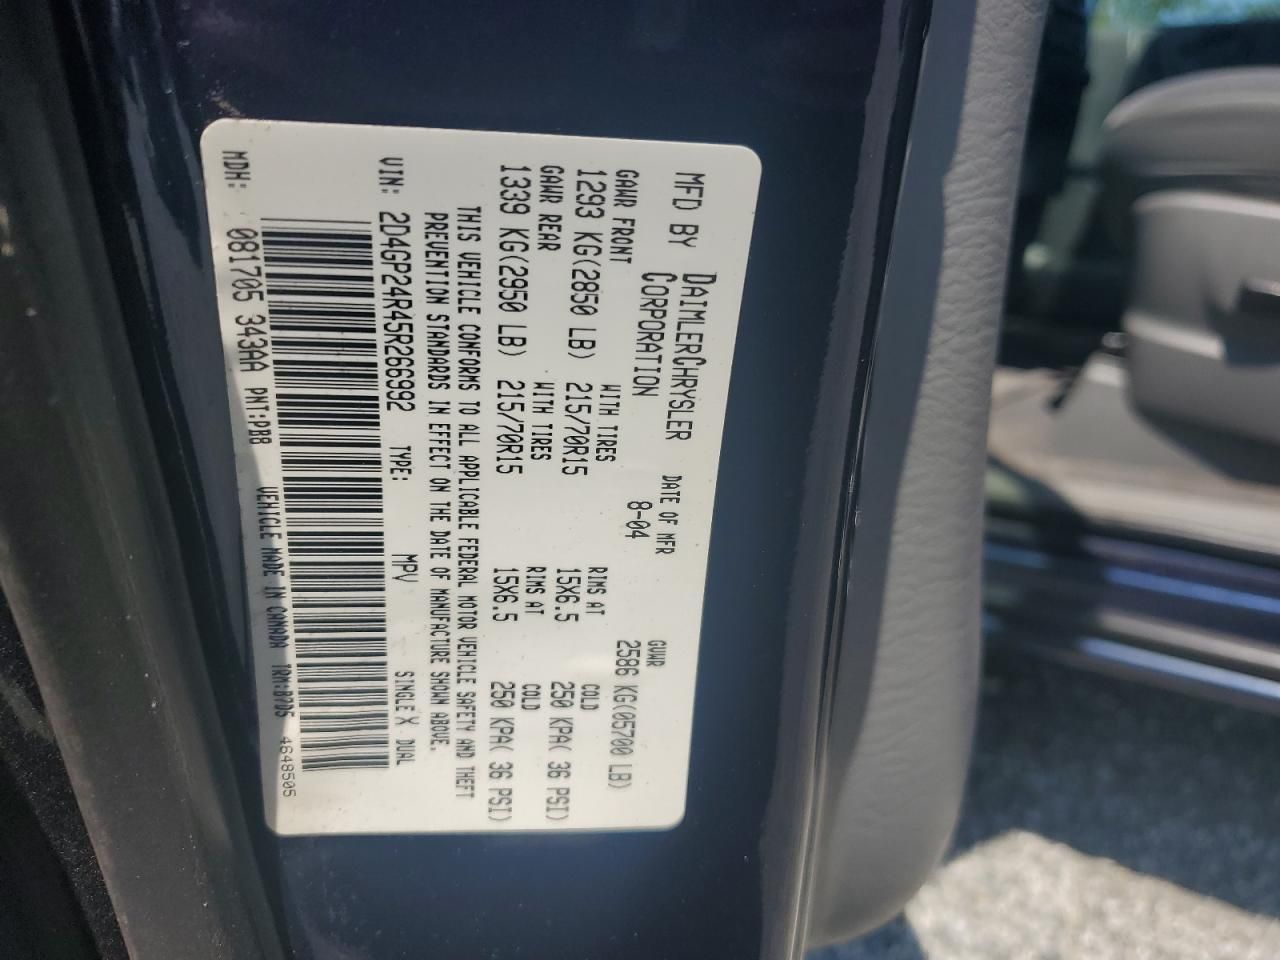 MFD BY DAIMLERCHRYSLER CORPORATION
DATE OF MFR 8-04
GVWR 2586 KG(05700 LB)
GAWR FRONT WITH TIRES RIMS AT COLD
1293 KG(2850 LB) 215/70R15 15X6.5 250 KPA( 36 PSI)
GAWR REAR WITH TIRES RIMS AT COLD
1339 KG(2950 LB) 215/70R15 15X6.5 250 KPA( 36 PSI)
THIS VEHICLE CONFORMS TO ALL APPLICABLE FEDERAL MOTOR VEHICLE SAFETY AND THEFT
PREVENTION STANDARDS IN EFFECT ON THE DATE OF MANUFACTURE SHOWN ABOVE.
VIN: 2D4GP24R45R266992 TYPE: MPV SINGLE X DUAL
MDH: 081705 343AA PNT:PB8 VEHICLE MADE IN CANADA TRM:B7D5 4648505